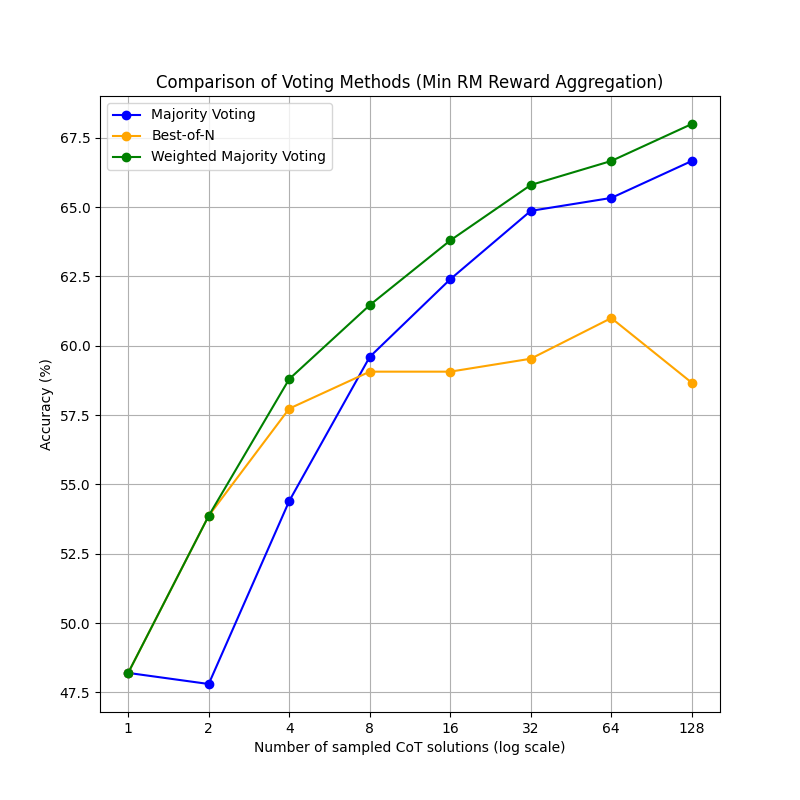 Comparison of Voting Methods (Min RM Reward Aggregation)
Majority Voting
Best-of-N
Weighted Majority Voting
67.5
65.0
62.5
60.0
57.5
55.0
52.5
50.0
47.5
Accuracy (%)
1 2 4 8 16 32 64 128
Number of sampled CoT solutions (log scale)